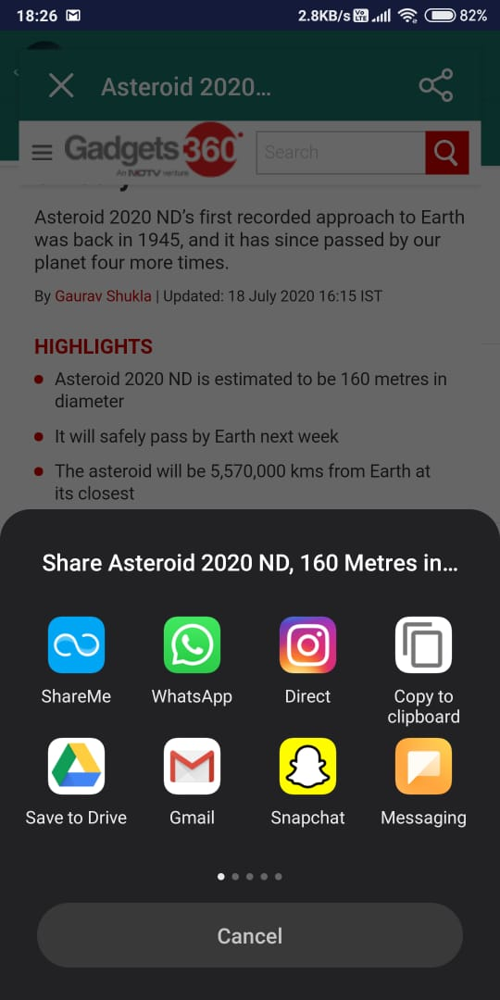 18:26
2.8KB/s Vo LTE 82%
Asteroid 2020...
Gadgets 360°
An NDTV venture
Search
Asteroid 2020 ND's first recorded approach to Earth
was back in 1945, and it has since passed by our
planet four more times.
By Gaurav Shukla | Updated: 18 July 2020 16:15 IST
HIGHLIGHTS
Asteroid 2020 ND is estimated to be 160 metres in
diameter
It will safely pass by Earth next week
The asteroid will be 5,570,000 kms from Earth at
its closest
Share Asteroid 2020 ND, 160 Metres in...
ShareMe
WhatsApp
Direct
Copy to
clipboard
Save to Drive
Gmail
Snapchat
Messaging
Cancel